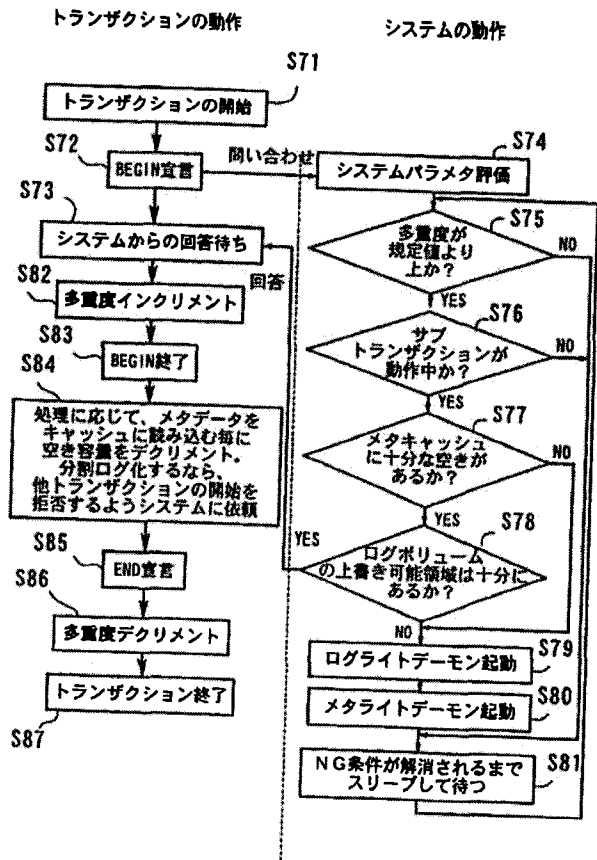 トランザクションの動作
システムの動作
S71
トランザクションの開始
S72
BEGIN宣言
問い合わせ
S73
システムからの回答待ち
回答
S82
多重度インクリメント
S83
BEGIN終了
S84
処理に応じて、メタデータを
キャッシュに読み込む毎に
空き容量をデクリメント。
分割ログ化するなら、
他トランザクションの開始を
拒否するようシステムに依頼
S85
END宣言
S86
多重度デクリメント
トランザクション終了
S87
S74
システムパラメタ評価
S75
多重度が
規定値より
上か？
NO
YES
S76
サブ
トランザクションが
動作中か？
NO
YES
S77
メタキャッシュ
に十分な空きが
あるか？
NO
YES
S78
YES
ログボリューム
の上書き可能領域は十分に
あるか？
NO
S79
ログライトデーモン起動
S80
メタライトデーモン起動
S81
ＮＧ条件が解消されるまで
スリープして待つ